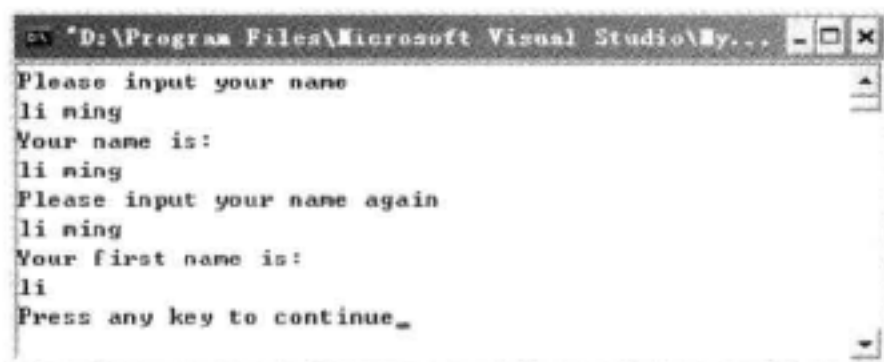 "D:\Program Files\Microsoft Visual Studio\My...
Please input your name
li ming
Your name is:
li ming
Please input your name again
li ming
Your first name is:
li
Press any key to continue_